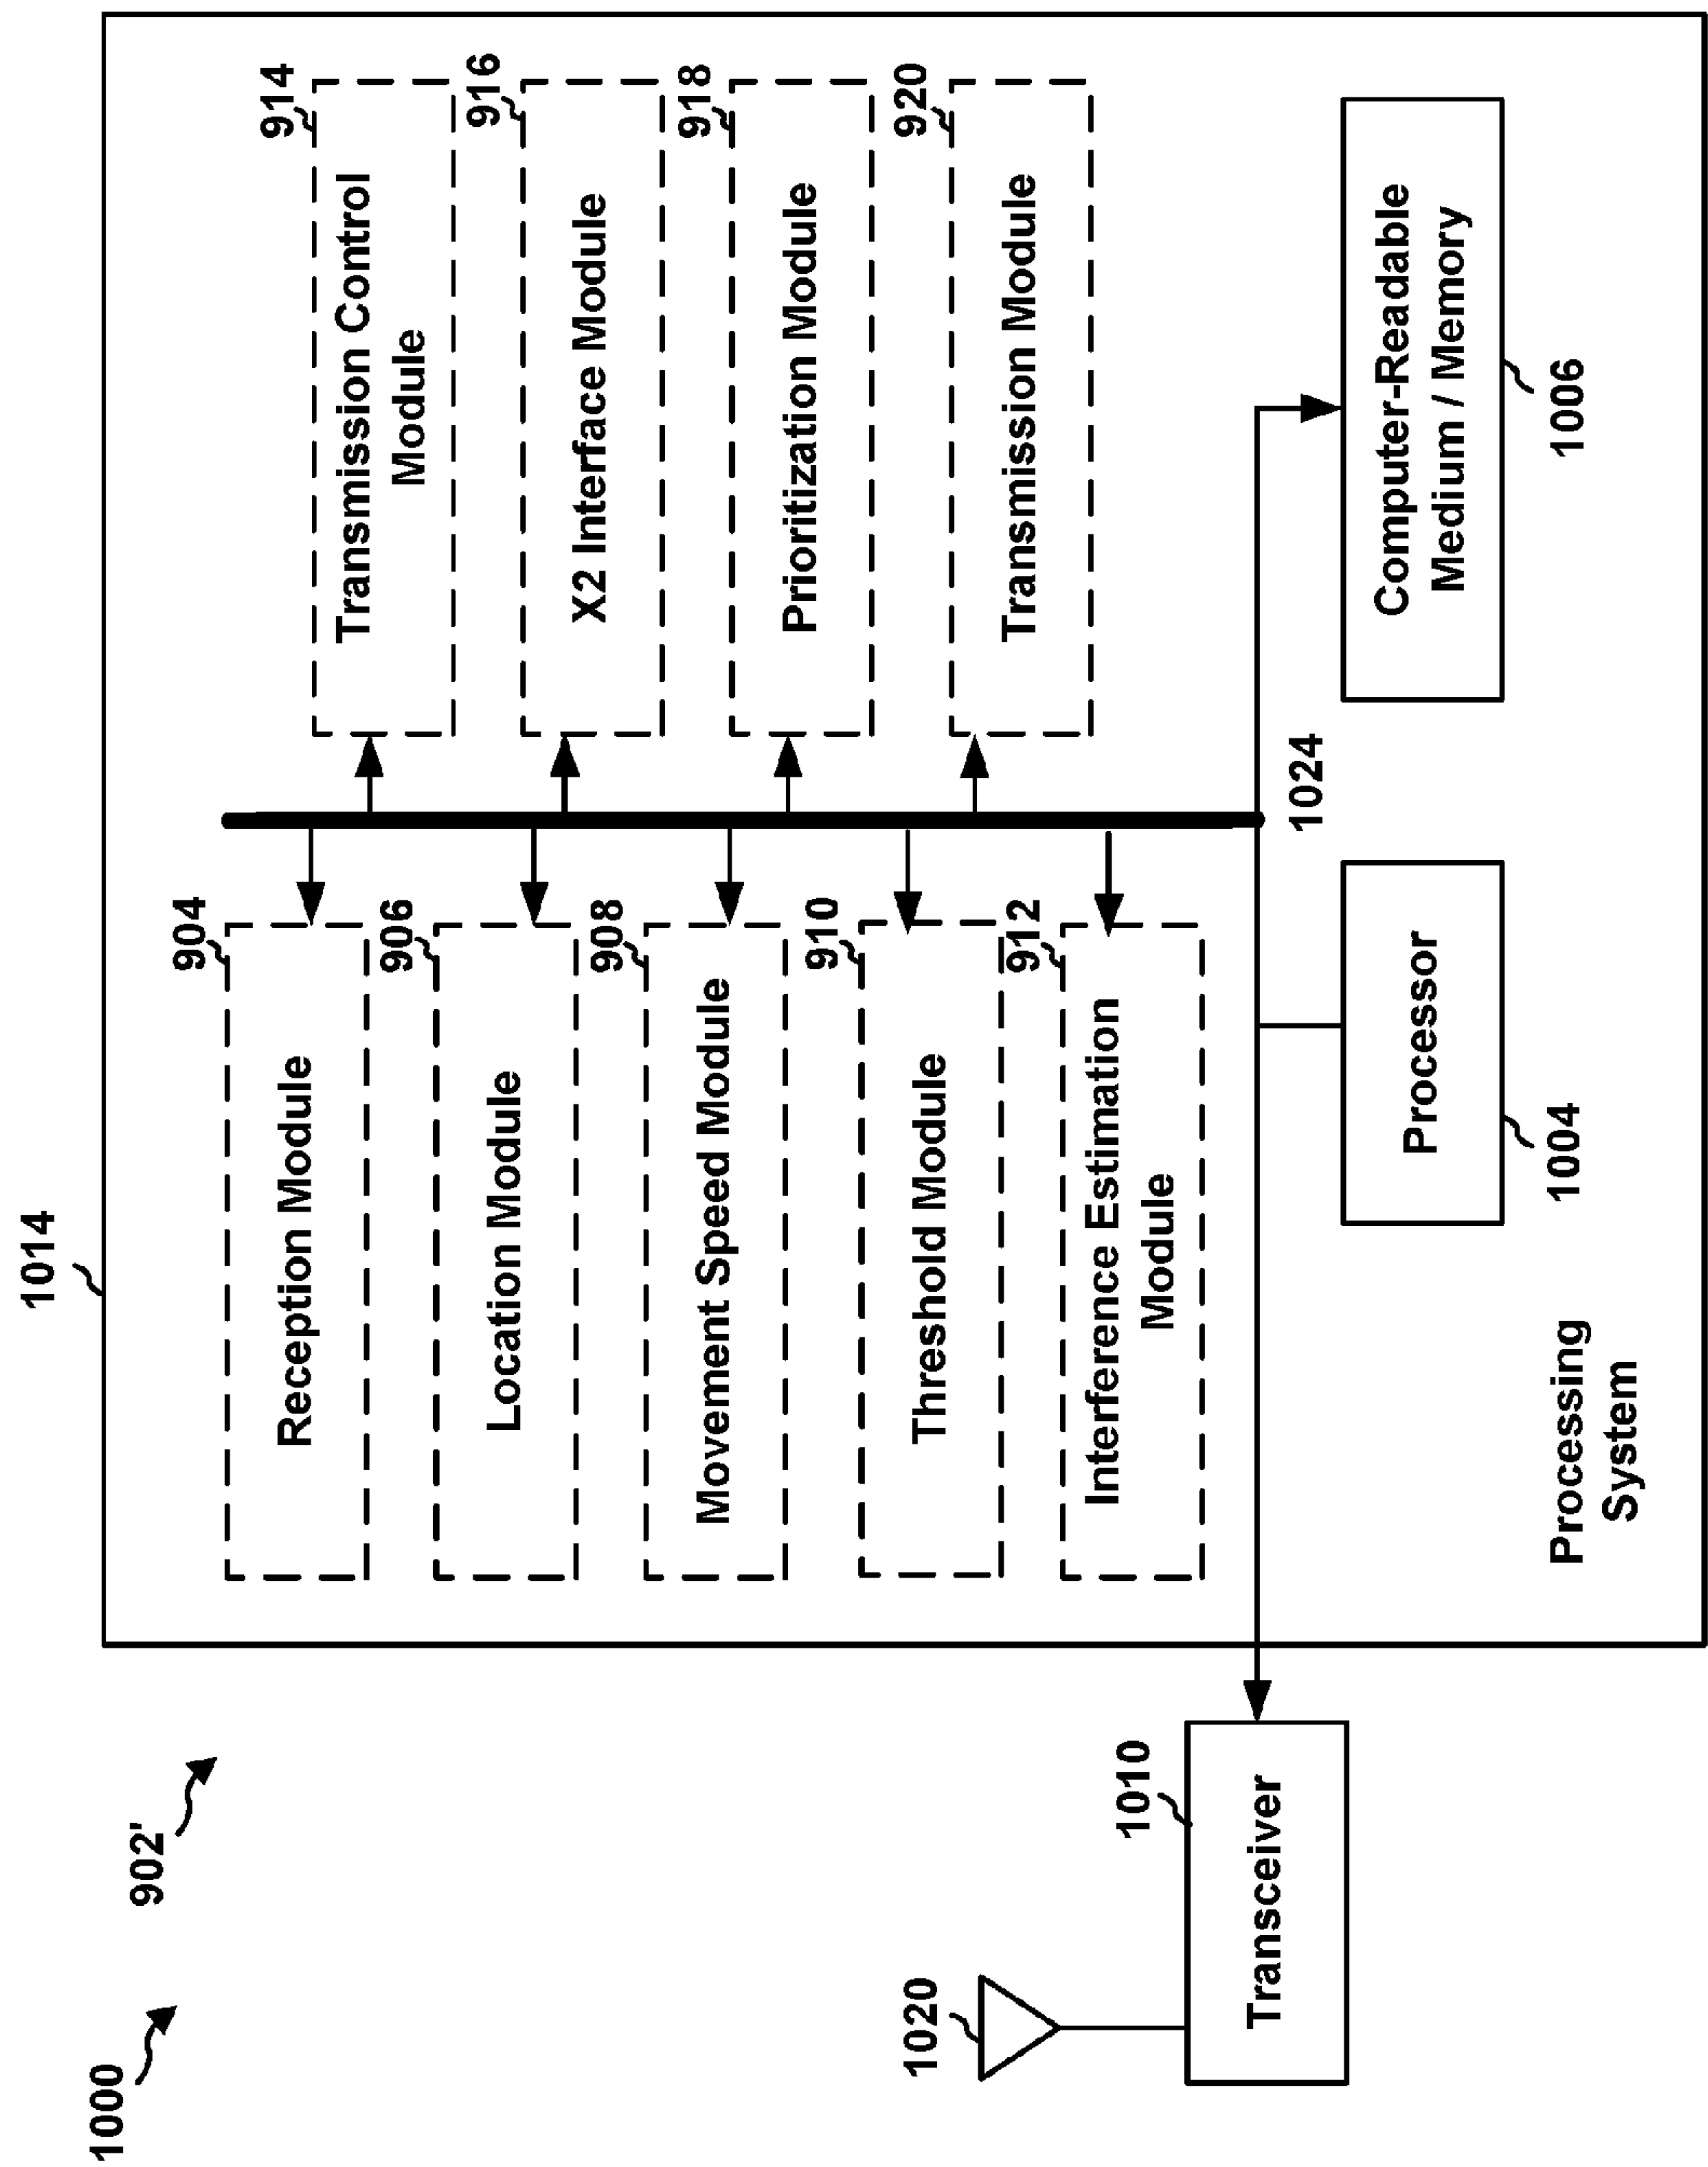 1000
902'
1014
904
Reception Module
906
Location Module
908
Movement Speed Module
910
Threshold Module
912
Interference Estimation
Module
914
Transmission Control
Module
916
X2 Interface Module
918
Prioritization Module
920
Transmission Module
1024
1020
1010
Transceiver
Processor
1004
Computer-Readable
Medium / Memory
1006
Processing
System